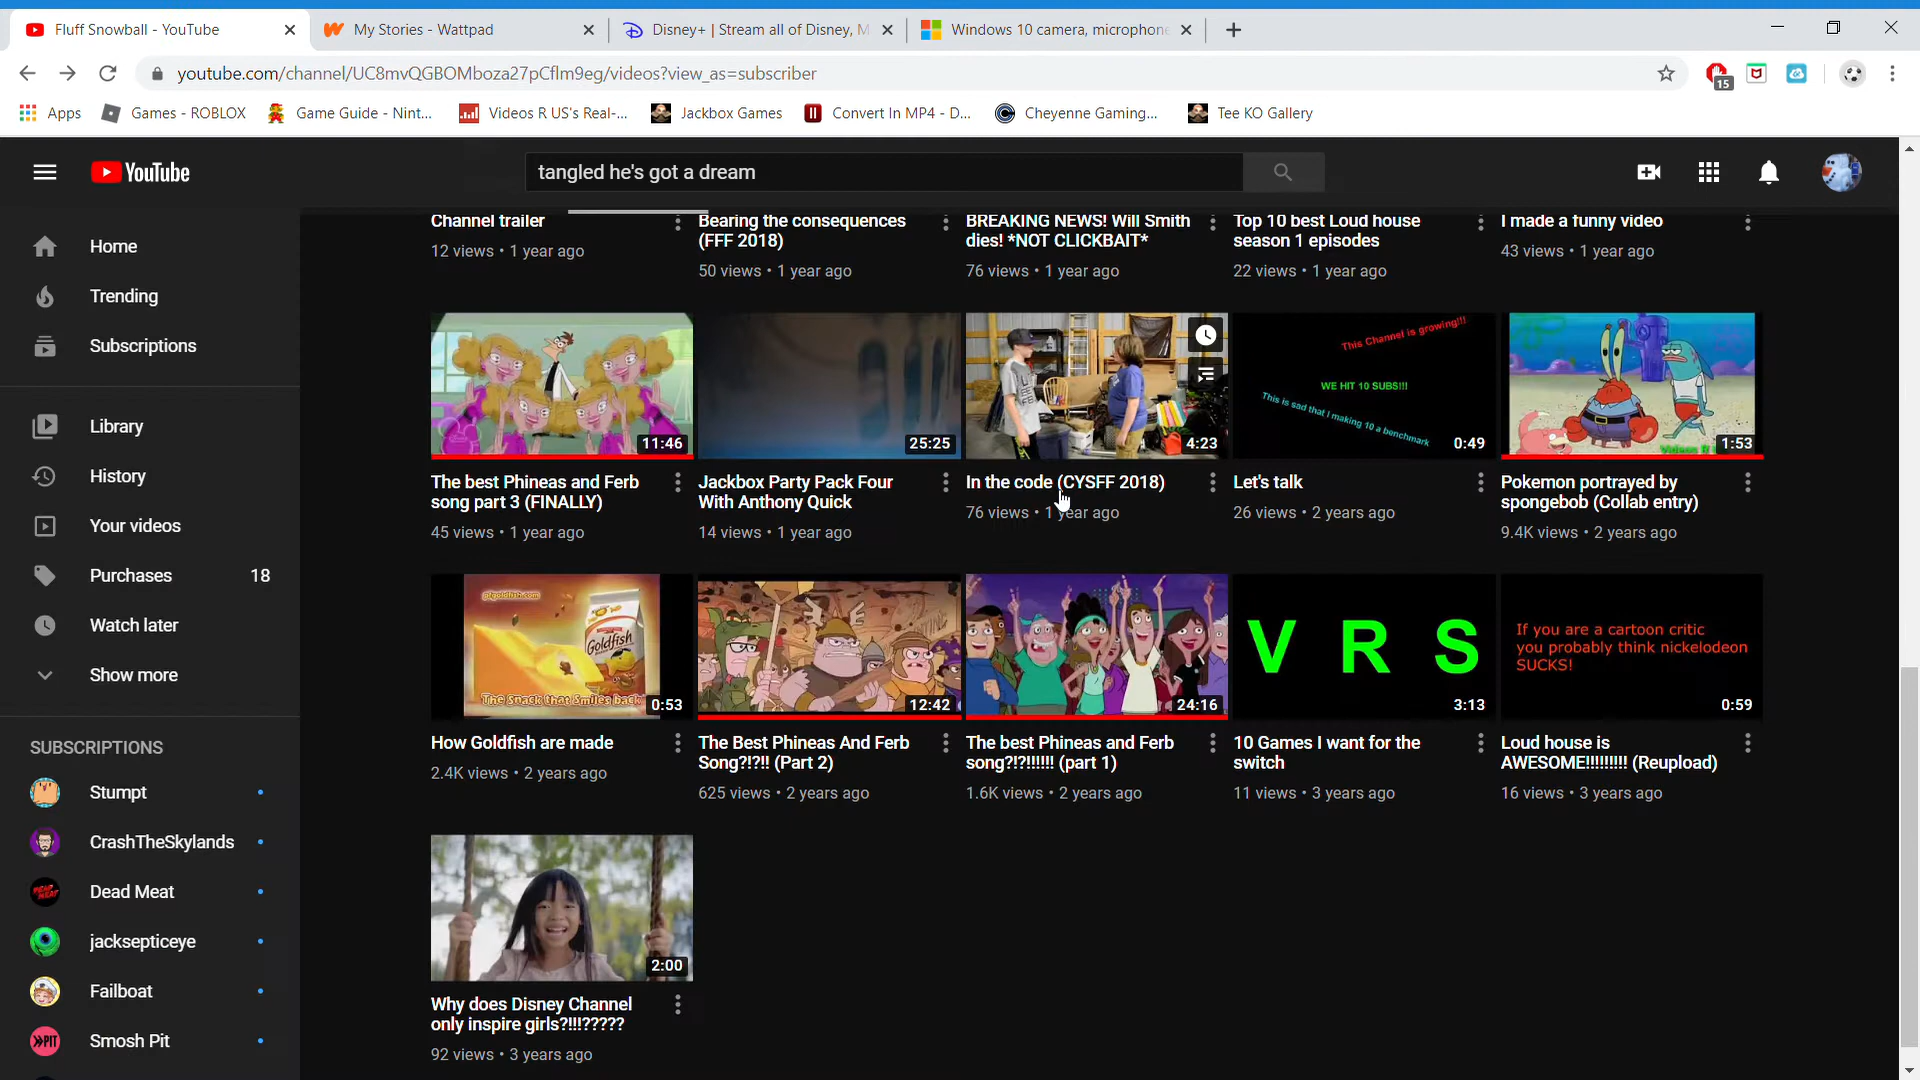 Fluff Snowball - YouTube
My Stories - Wattpad
Disney+ | Stream all of Disney, M
Windows 10 camera, microphone
youtube.com/channel/UC8mvQGBOMboza27pCflm9eg/videos?view_as=subscriber
15
Apps
Games - ROBLOX
Game Guide - Nint...
Videos R US's Real-...
Jackbox Games
Convert In MP4 - D...
Cheyenne Gaming...
Tee KO Gallery
YouTube
tangled he's got a dream
Home
Trending
Subscriptions
Library
History
Your videos
Purchases 18
Watch later
Show more
SUBSCRIPTIONS
Stumpt
CrashTheSkylands
Dead Meat
jacksepticeye
Failboat
Smosh Pit
Channel trailer
12 views • 1 year ago
Bearing the consequences
(FFF 2018)
50 views • 1 year ago
BREAKING NEWS! Will Smith
dies! *NOT CLICKBAIT*
76 views • 1 year ago
Top 10 best Loud house
season 1 episodes
22 views • 1 year ago
I made a funny video
43 views • 1 year ago
11:46
The best Phineas and Ferb
song part 3 (FINALLY)
45 views • 1 year ago
25:25
Jackbox Party Pack Four
With Anthony Quick
14 views • 1 year ago
4:23
In the code (CYSFF 2018)
76 views • 1 year ago
This Channel is growing!!!
WE HIT 10 SUBS!!!
This is sad that I making 10 a benchmark
0:49
Let's talk
26 views • 2 years ago
1:53
Pokemon portrayed by
spongebob (Collab entry)
9.4K views • 2 years ago
pfgoldfish.com
Goldfish
The Snack that Smiles back
0:53
How Goldfish are made
2.4K views • 2 years ago
12:42
The Best Phineas And Ferb
Song?!?!! (Part 2)
625 views • 2 years ago
24:16
The best Phineas and Ferb
song?!?!!!!!! (part 1)
1.6K views • 2 years ago
V R S
3:13
10 Games I want for the
switch
11 views • 3 years ago
If you are a cartoon critic
you probably think nickelodeon
SUCKS!
0:59
Loud house is
AWESOME!!!!!!!!! (Reupload)
16 views • 3 years ago
2:00
Why does Disney Channel
only inspire girls?!!!?????
92 views • 3 years ago